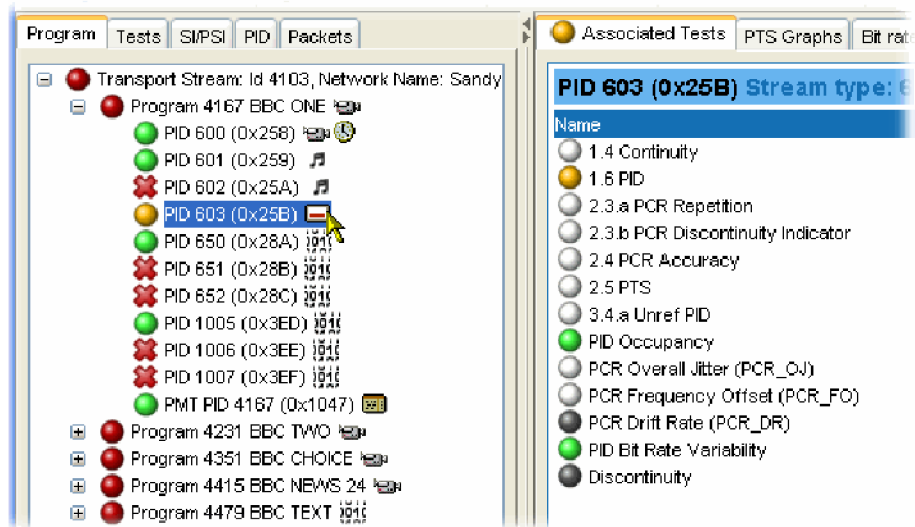 Program Tests SI/PSI PID Packets
Transport Stream: Id 4103, Network Name: Sandy
Program 4167 BBC ONE
PID 600 (0x258)
PID 601 (0x259)
PID 602 (0x25A)
PID 603 (0x25B)
PID 650 (0x28A)
PID 651 (0x28B)
PID 652 (0x28C)
PID 1005 (0x3ED)
PID 1006 (0x3EE)
PID 1007 (0x3EF)
PMT PID 4167 (0x1047)
Program 4231 BBC TWO
Program 4351 BBC CHOICE
Program 4415 BBC NEWS 24
Program 4479 BBC TEXT
Associated Tests PTS Graphs Bit rate
PID 603 (0x25B) Stream type: 6
Name
1.4 Continuity
1.6 PID
2.3.a PCR Repetition
2.3.b PCR Discontinuity Indicator
2.4 PCR Accuracy
2.5 PTS
3.4.a Unref PID
PID Occupancy
PCR Overall Jitter (PCR_OJ)
PCR Frequency Offset (PCR_FO)
PCR Drift Rate (PCR_DR)
PID Bit Rate Variability
Discontinuity